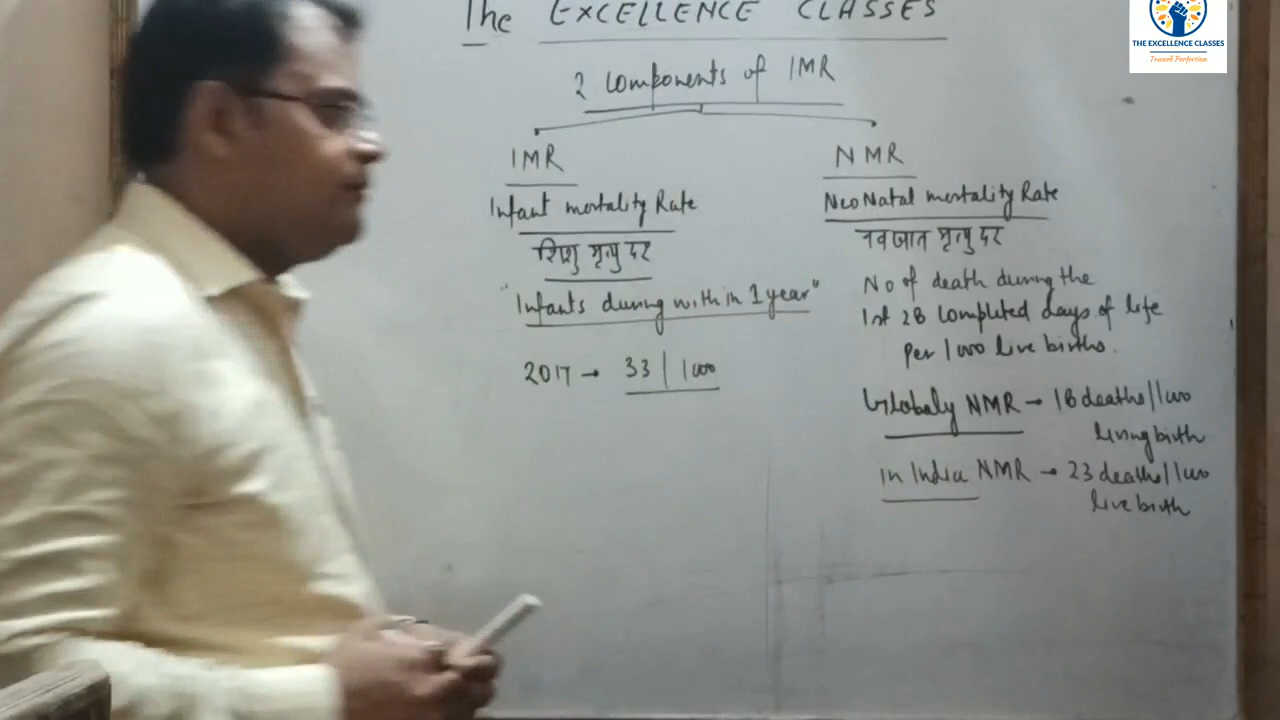 The EXCELLENCE CLASSES
THE EXCELLENCE CLASSES
Toward Perfection
2 components of IMR
IMR
Infant mortality Rate
शिशु मृत्यु दर
"Infants during with in 1 year"
2017 → 33 | 1000
NMR
NeoNatal mortality Rate
नवजात मृत्यु दर
No of death during the
1st 28 completed days of life
per 1000 live births.
Globaly NMR → 18 deaths/1000
living birth
in India NMR → 23 deaths/1000
live birth